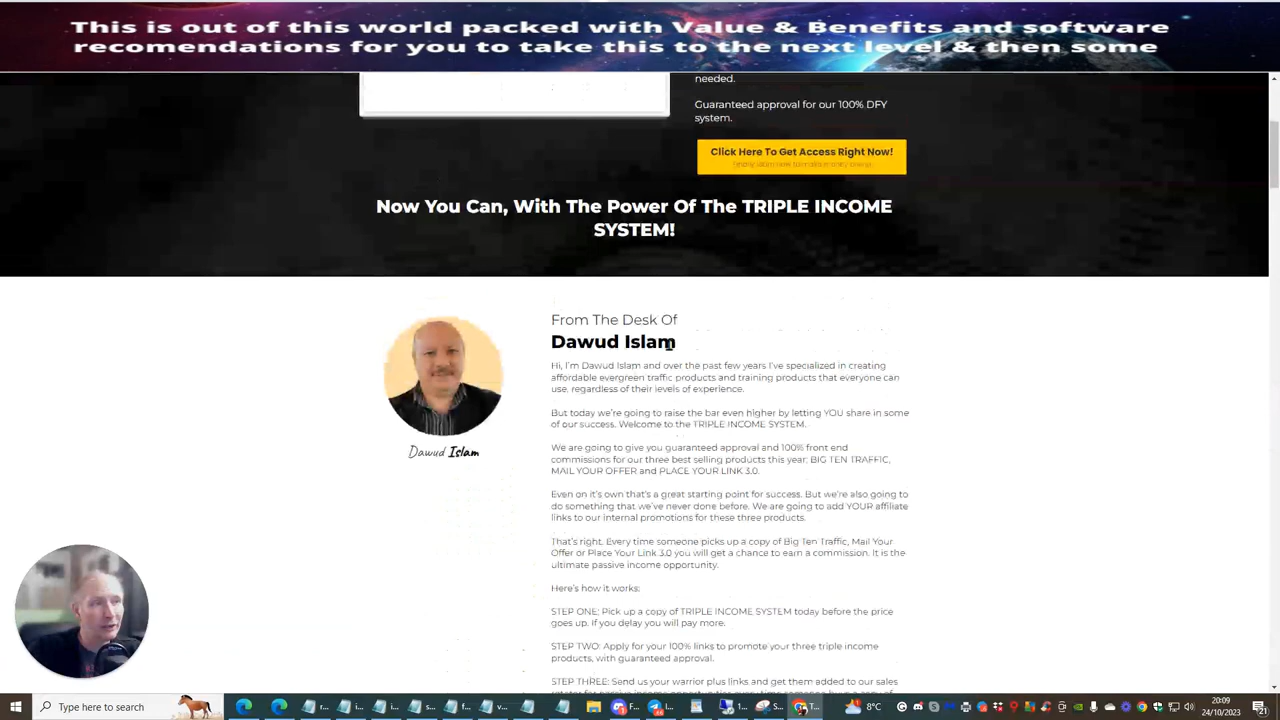 This is out of this world packed with Value & Benefits and software
recomendations for you to take this to the next level & then some
needed.
Guaranteed approval for our 100% DFY
system.
Click Here To Get Access Right Now!
Now You Can, With The Power Of The TRIPLE INCOME
SYSTEM!
From The Desk Of
Dawud Islam
Hi, I'm Dawud Islam and over the past few years I've specialized in creating
affordable evergreen traffic products and training products that everyone can
use, regardless of their levels of experience.
But today we're going to raise the bar even higher by letting YOU share in some
of our success. Welcome to the TRIPLE INCOME SYSTEM.
Dawud Islam
We are going to give you guaranteed approval and 100% front end
commissions for our three best selling products this year: BIG TEN TRAFFIC,
MAIL YOUR OFFER and PLACE YOUR LINK 3.0.
Even on it's own that's a great starting point for success. But we're also going to
do something that we've never done before. We are going to add YOUR affiliate
links to our internal promotions for these three products.
That's right. Every time someone picks up a copy of Big Ten Traffic, Mail Your
Offer or Place Your Link 3.0 you will get a chance to earn a commission. It is the
ultimate passive income opportunity.
Here's how it works:
STEP ONE: Pick up a copy of TRIPLE INCOME SYSTEM today before the price
goes up. If you delay you will pay more.
STEP TWO: Apply for your 100% links to promote your three triple income
products, with guaranteed approval.
STEP THREE: Send us your warrior plus links and get them added to our sales
Type here to search
8°C
20:09
24/10/2023